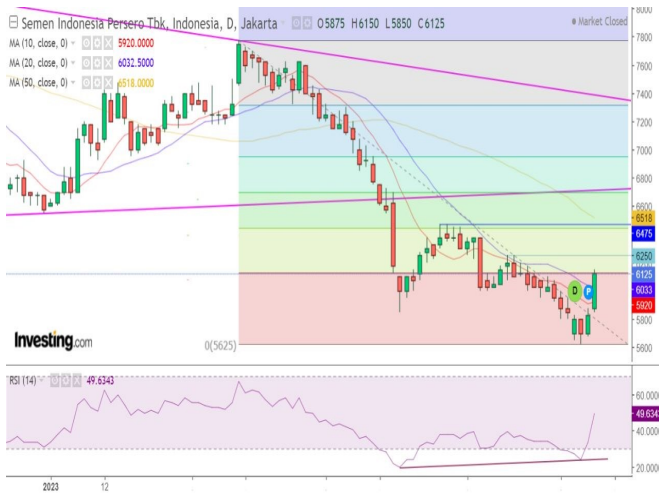 Semen Indonesia Persero Tbk, Indonesia, D, Jakarta O5875 H6150 L5850 C6125
Market Closed
MA (10, close, 0) 5920.0000
MA (20, close, 0) 6032.5000
MA (50, close, 0) 6518.0000
8000
7800
7600
7400
7200
7000
6800
6600
6518
6475
6250
6125
6033
5920
5800
5600
D
P
Investing.com
0(5625)
RSI (14) 49.6343
60.0000
49.6343
40.0000
20.0000
2023
12